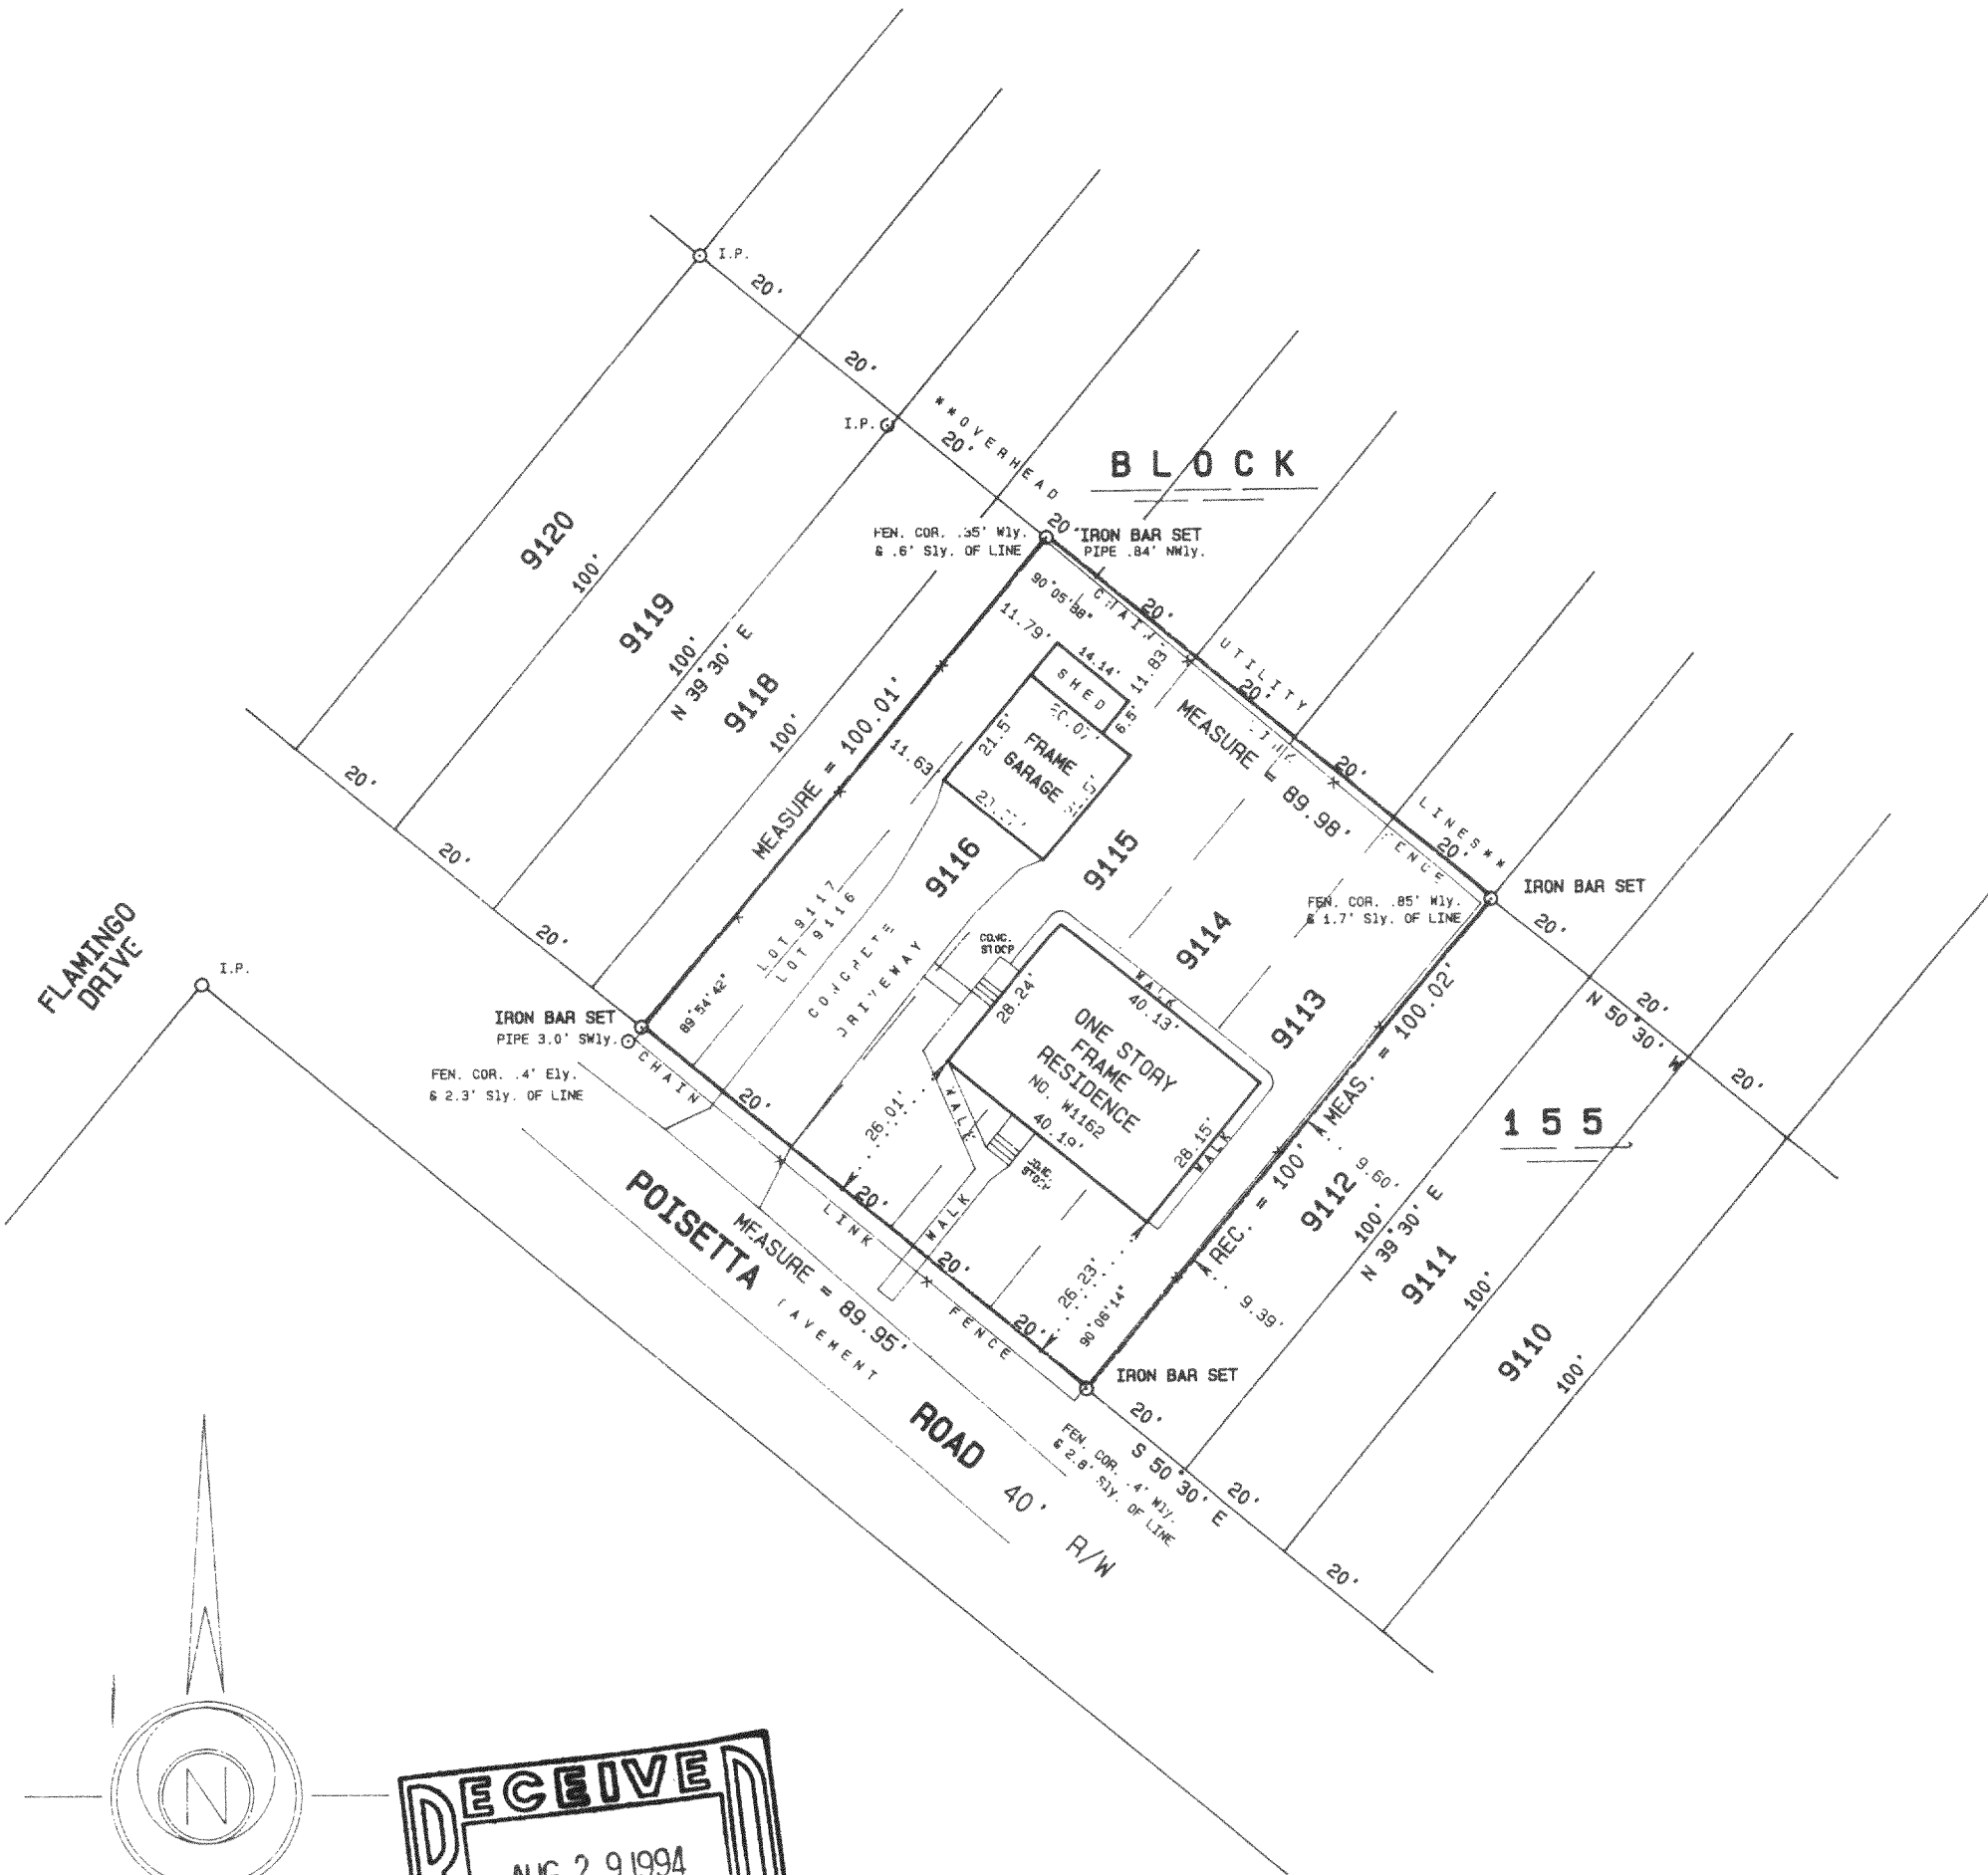 I.P.
20'
20'
I.P.
**OVERHEAD
20'
BLOCK
9120
100'
FEN. COR. .35' Wly.
& .6' Sly. OF LINE
20'
IRON BAR SET
PIPE .84' NWly.
90°05'38"
CHAIN
20'
9119
100'
N 39°30' E
11.79'
14.14'
11.83'
UTILITY
20'
SHED
6.5'
9118
100'
MEASURE = 100.01'
MEASURE = 89.98'
LINK
20'
21.5'
FRAME
GARAGE
11.63'
LINES**
20'
FENCE
20'
20'
20'
9116
9115
LOT 9117
LOT 9116
IRON BAR SET
FEN. COR. .85' Wly.
& 1.7' Sly. OF LINE
20'
FLAMINGO
DRIVE
I.P.
CONCRETE
DRIVEWAY
CONC.
STOOP
9114
9113
WALK
40.13'
28.24'
ONE STORY
FRAME
RESIDENCE
NO. W1162
40.19'
28.15'
WALK
MEAS. = 100.02'
20'
N 50°30' W
20'
89°54'42"
IRON BAR SET
PIPE 3.0' SWly.
CHAIN
FEN. COR. .4' Ely.
& 2.3' Sly. OF LINE
20'
26.01'
WALK
CONC.
STOOP
155
9.60'
9112
100'
N 39°30' E
REC. = 100'
20'
WALK
LINK
POISETTA
MEASURE = 89.95'
20'
26.23'
90°06'14"
9.39'
9111
100'
9110
100'
FENCE
20'
IRON BAR SET
ROAD
40' R/W
20'
FEN. COR. .4' Wly.
& 2.8' Sly. OF LINE
S 50°30' E
20'
20'
N
RECEIVED
AUG 29 1994